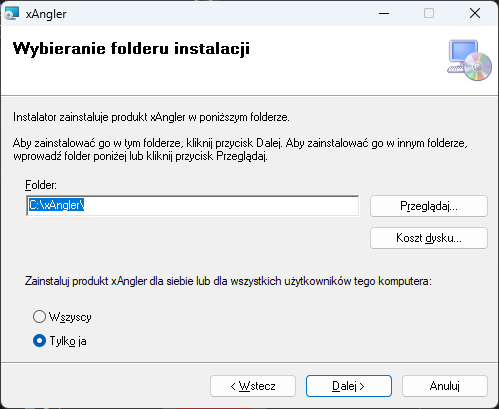 xAngler
Wybieranie folderu instalacji
Instalator zainstaluje produkt xAngler w poniższym folderze.
Aby zainstalować go w tym folderze, kliknij przycisk Dalej. Aby zainstalować go w innym folderze,
wprowadź folder poniżej lub kliknij przycisk Przeglądaj.
Folder:
C:\xAngler\
Przeglądaj...
Koszt dysku...
Zainstaluj produkt xAngler dla siebie lub dla wszystkich użytkowników tego komputera:
Wszyscy
Tylko ja
< Wstecz
Dalej >
Anuluj